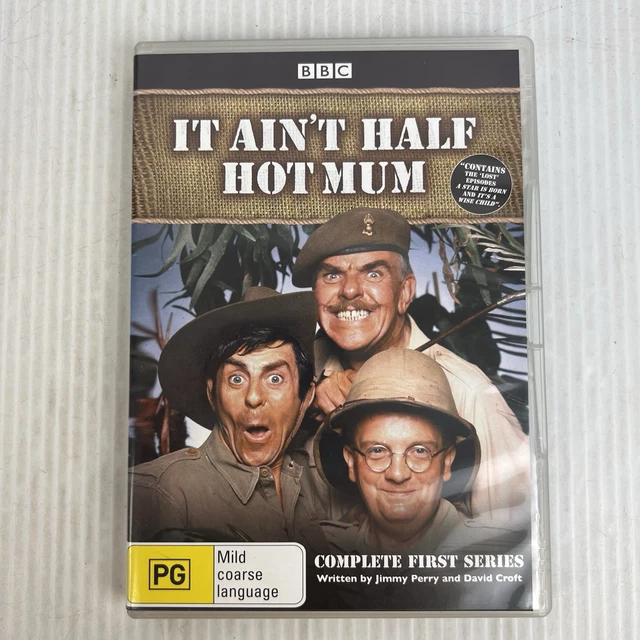 BBC
IT AIN'T HALF
HOT MUM
"CONTAINS
THE 'LOST'
EPISODES
A STAR IS BORN
AND IT'S A
WISE CHILD"
PG
Mild
coarse
language
COMPLETE FIRST SERIES
Written by Jimmy Perry and David Croft